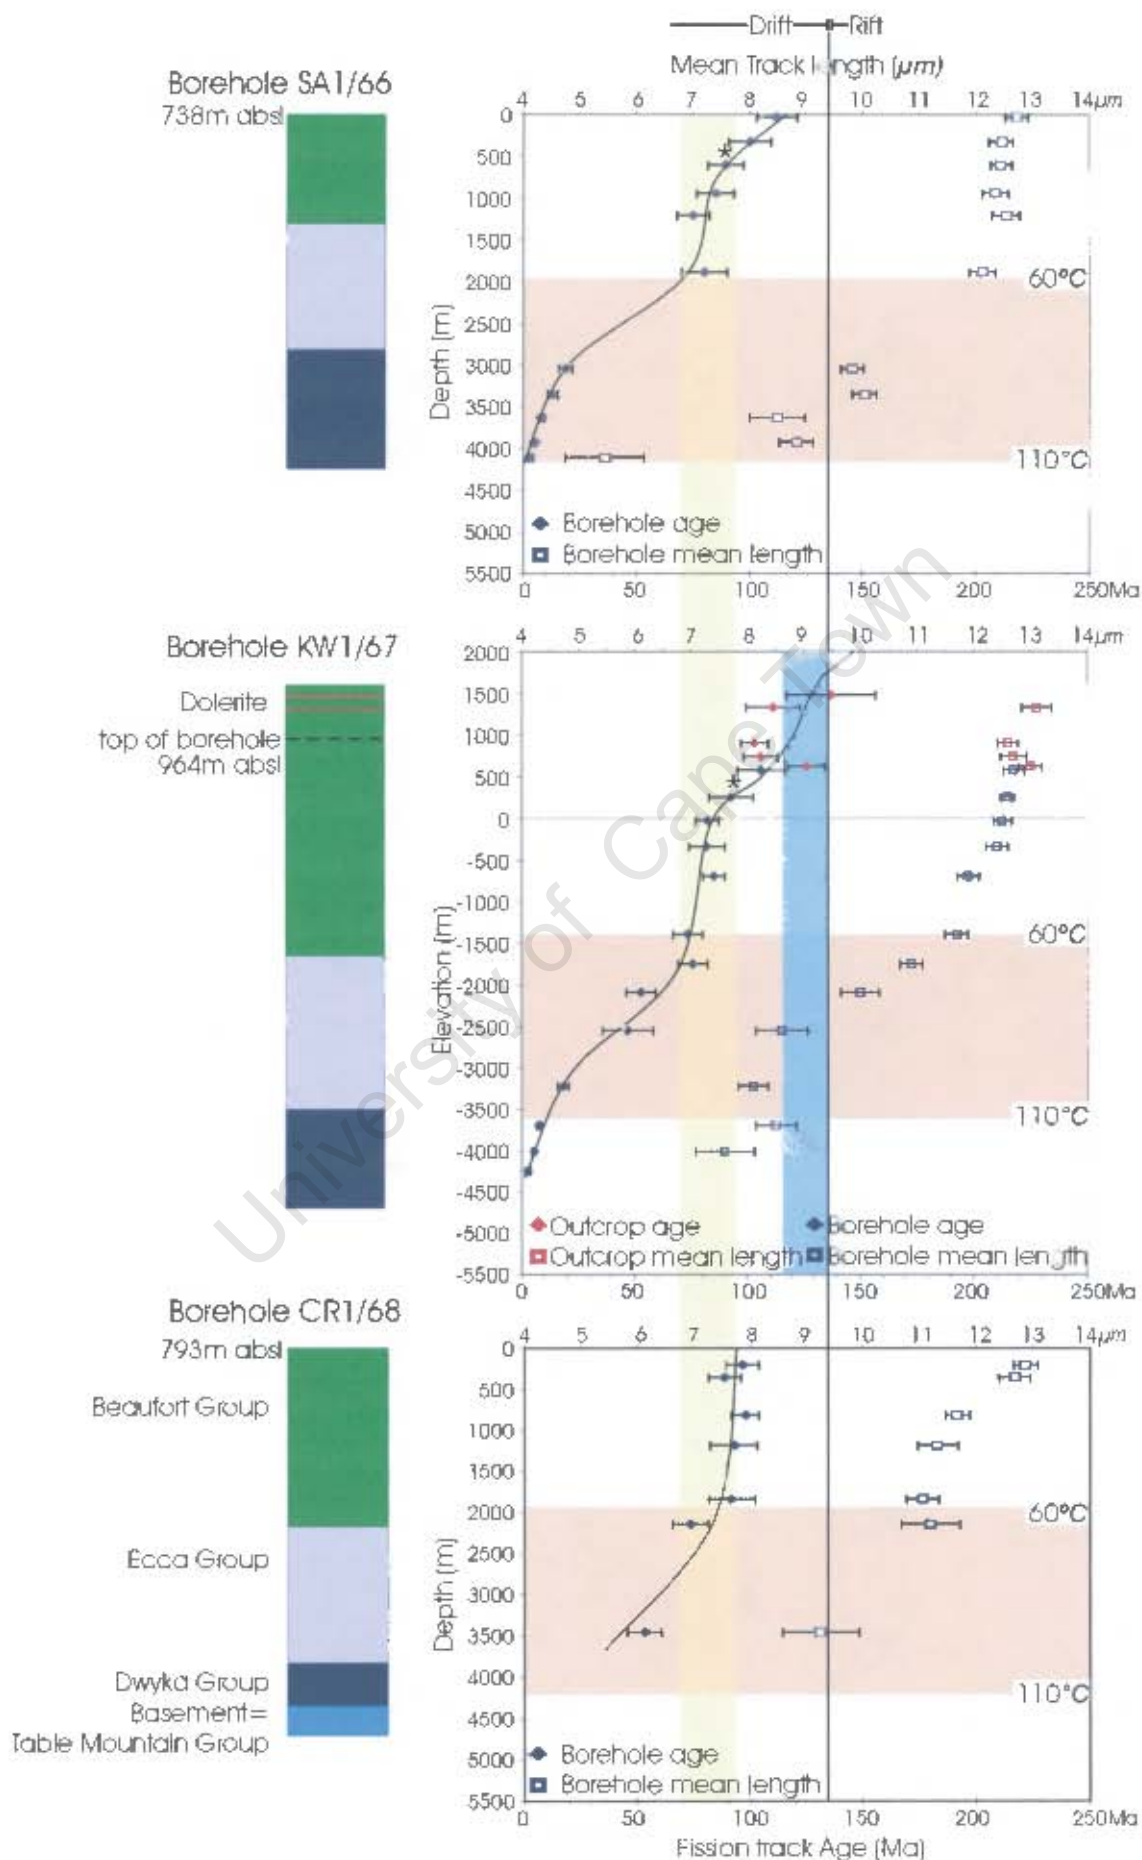 Drift Rift
Mean Track length (µm)
Borehole SA1/66
738m absl
4 5 6 7 8 9 10 11 12 13 14µm
0
500
1000
1500
2000
2500
3000
3500
4000
4500
5000
5500
Depth (m)
*
60°C
110°C
Borehole age
Borehole mean length
0 50 100 150 200 250Ma
Borehole KW1/67
Dolerite
top of borehole
964m absl
4 5 6 7 8 9 10 11 12 13 14µm
2000
1500
1000
500
0
-500
-1000
-1500
-2000
-2500
-3000
-3500
-4000
-4500
-5000
-5500
Elevation (m)
*
60°C
110°C
Outcrop age
Borehole age
Outcrop mean length
Borehole mean length
0 50 100 150 200 250Ma
Borehole CR1/68
793m absl
Beaufort Group
Ecca Group
Dwyka Group
Basement=
Table Mountain Group
4 5 6 7 8 9 10 11 12 13 14µm
0
500
1000
1500
2000
2500
3000
3500
4000
4500
5000
5500
Depth (m)
60°C
110°C
Borehole age
Borehole mean length
0 50 100 150 200 250Ma
Fission track Age (Ma)
University of Cape Town